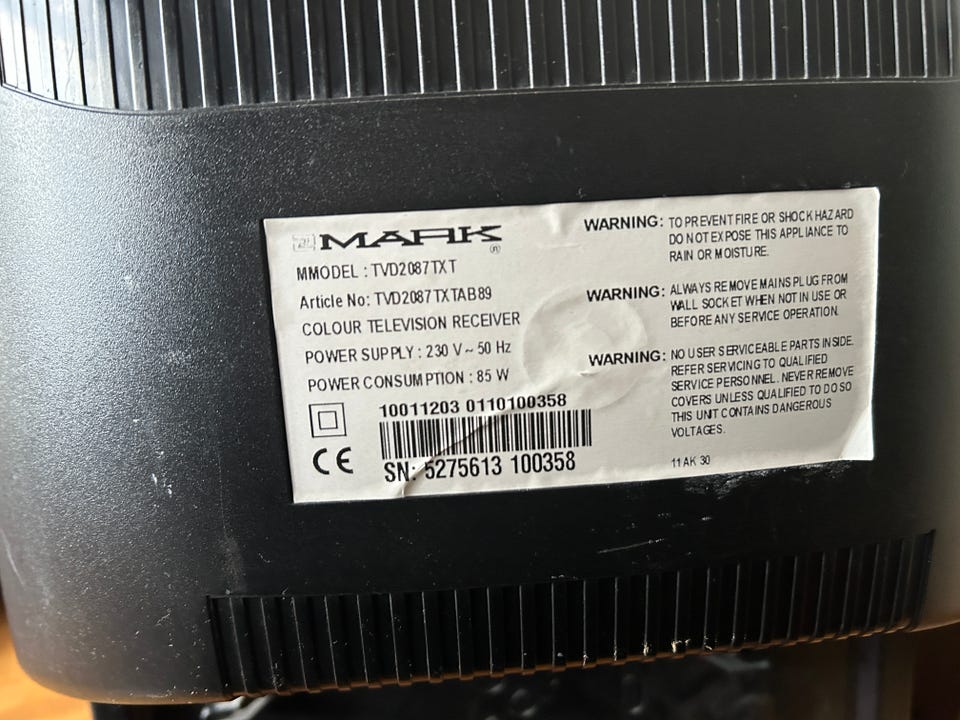 MARK
MMODEL : TVD2087TXT
Article No: TVD2087TXTAB89
COLOUR TELEVISION RECEIVER
POWER SUPPLY : 230 V ~ 50 Hz
POWER CONSUMPTION : 85 W
10011203 0110100358
CE
SN: 5275613 100358
WARNING: TO PREVENT FIRE OR SHOCK HAZARD
DO NOT EXPOSE THIS APPLIANCE TO
RAIN OR MOISTURE.
WARNING: ALWAYS REMOVE MAINS PLUG FROM
WALL SOCKET WHEN NOT IN USE OR
BEFORE ANY SERVICE OPERATION.
WARNING: NO USER SERVICEABLE PARTS INSIDE.
REFER SERVICING TO QUALIFIED
SERVICE PERSONNEL. NEVER REMOVE
COVERS UNLESS QUALIFIED TO DO SO
THIS UNIT CONTAINS DANGEROUS
VOLTAGES.
11 AK 30